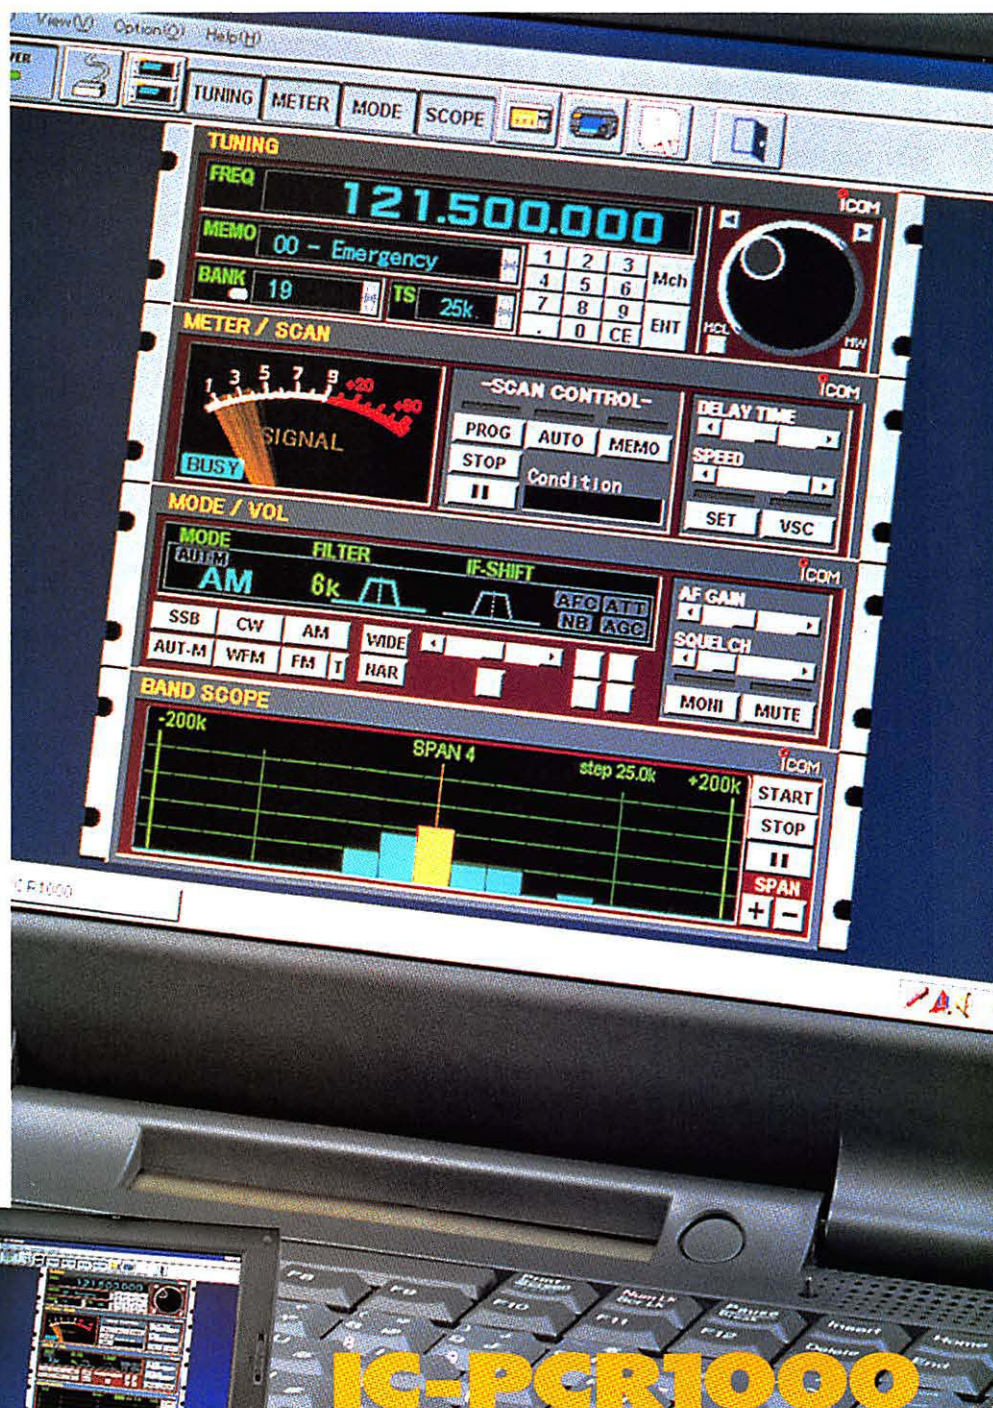 View(V) Option(O) Help(H)
TUNING METER MODE SCOPE
TUNING
iCOM
FREQ 121.500.000
MEMO 00 - Emergency
BANK 19 TS 25k.
1 2 3 Mch
4 5 6
7 8 9 ENT
. 0 CE
MCL MW
METER / SCAN
iCOM
1 3 5 7 9 +20 +60
SIGNAL
BUSY
-SCAN CONTROL-
PROG AUTO MEMO
STOP Condition
DELAY TIME
SPEED
SET VSC
MODE / VOL
iCOM
MODE FILTER IF-SHIFT
AUT-M
AM 6k
AFC ATT
NB AGC
SSB CW AM WIDE
AUT-M WFM FM T NAR
AF GAIN
SQUELCH
MONI MUTE
BAND SCOPE
iCOM
-200k SPAN 4 step 25.0k +200k
START
STOP
SPAN
+ -
F8 F9 F10 F11 F12
Num LK
Scr LK
Pause
Insert
Delete
Home
End
IC-PCR1000